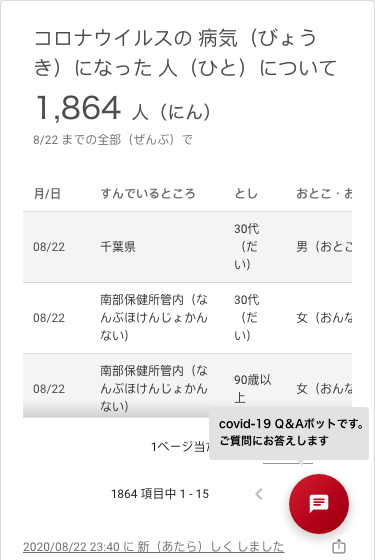 コロナウイルスの 病気（びょう
き）になった 人（ひと）について
1,864 人（にん）
8/22 までの全部（ぜんぶ）で
月/日 すんでいるところ とし おとこ・お
08/22 千葉県 30代（だい） 男（おとこ
08/22 南部保健所管内（なんぶほけんじょかんない） 30代（だい） 女（おんな
08/22 南部保健所管内（なんぶほけんじょかんない） 90歳以上 女（おんな
covid-19 Q&Aボットです。
ご質問にお答えします
1ページ当た
1864 項目中 1 - 15
2020/08/22 23:40 に 新（あたら）しく しました